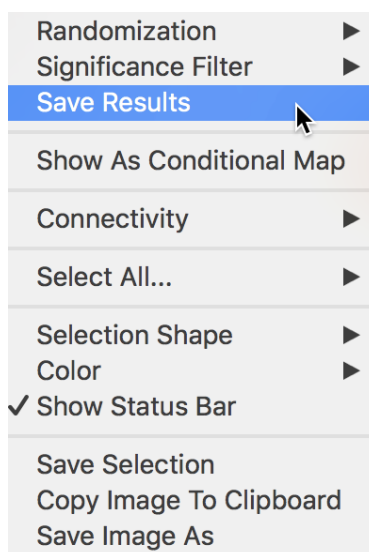 Randomization
Significance Filter
Save Results
Show As Conditional Map
Connectivity
Select All...
Selection Shape
Color
Show Status Bar
Save Selection
Copy Image To Clipboard
Save Image As